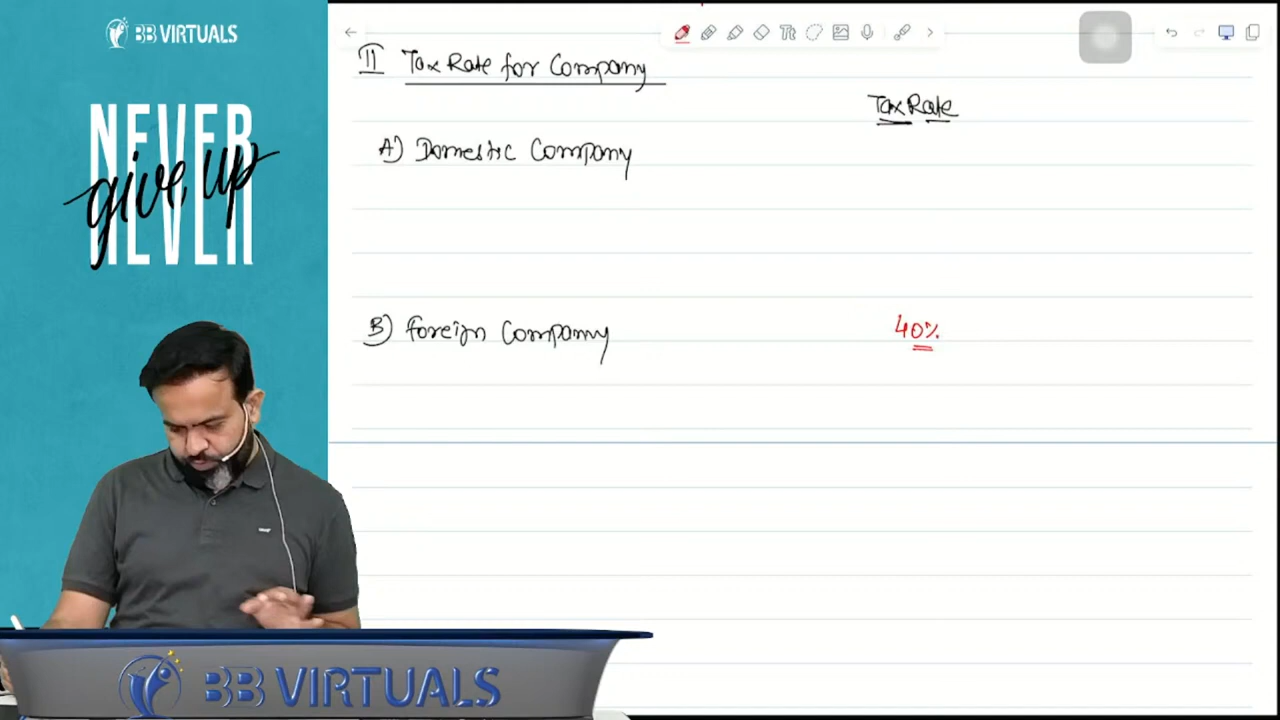 BB VIRTUALS
NEVER
give up
NEVER
II Tax Rate for Company
Tax Rate
A) Domestic Company
B) Foreign Company
40%
BB VIRTUALS